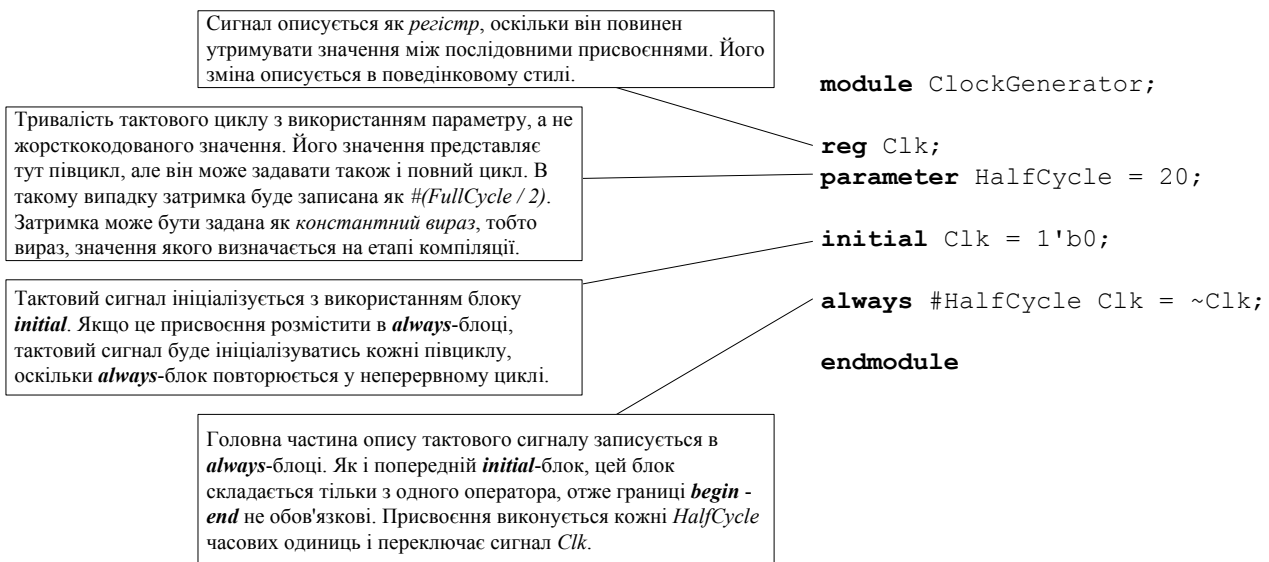 Сигнал описується як регістр, оскільки він повинен
утримувати значення між послідовними присвоєннями. Його
зміна описується в поведінковому стилі.
Тривалість тактового циклу з використанням параметру, а не
жорсткокодованого значення. Його значення представляє
тут півцикл, але він може задавати також і повний цикл. В
такому випадку затримка буде записана як #(FullCycle / 2).
Затримка може бути задана як константний вираз, тобто
вираз, значення якого визначається на етапі компіляції.
Тактовий сигнал ініціалізується з використанням блоку
initial. Якщо це присвоєння розмістити в always-блоці,
тактовий сигнал буде ініціалізуватись кожні півциклу,
оскільки always-блок повторюється у неперервному циклі.
Головна частина опису тактового сигналу записується в
always-блоці. Як і попередній initial-блок, цей блок
складається тільки з одного оператора, отже границі begin -
end не обов'язкові. Присвоєння виконується кожні HalfCycle
часових одиниць і переключає сигнал Clk.
module ClockGenerator;
reg Clk;
parameter HalfCycle = 20;
initial Clk = 1'b0;
always #HalfCycle Clk = ~Clk;
endmodule